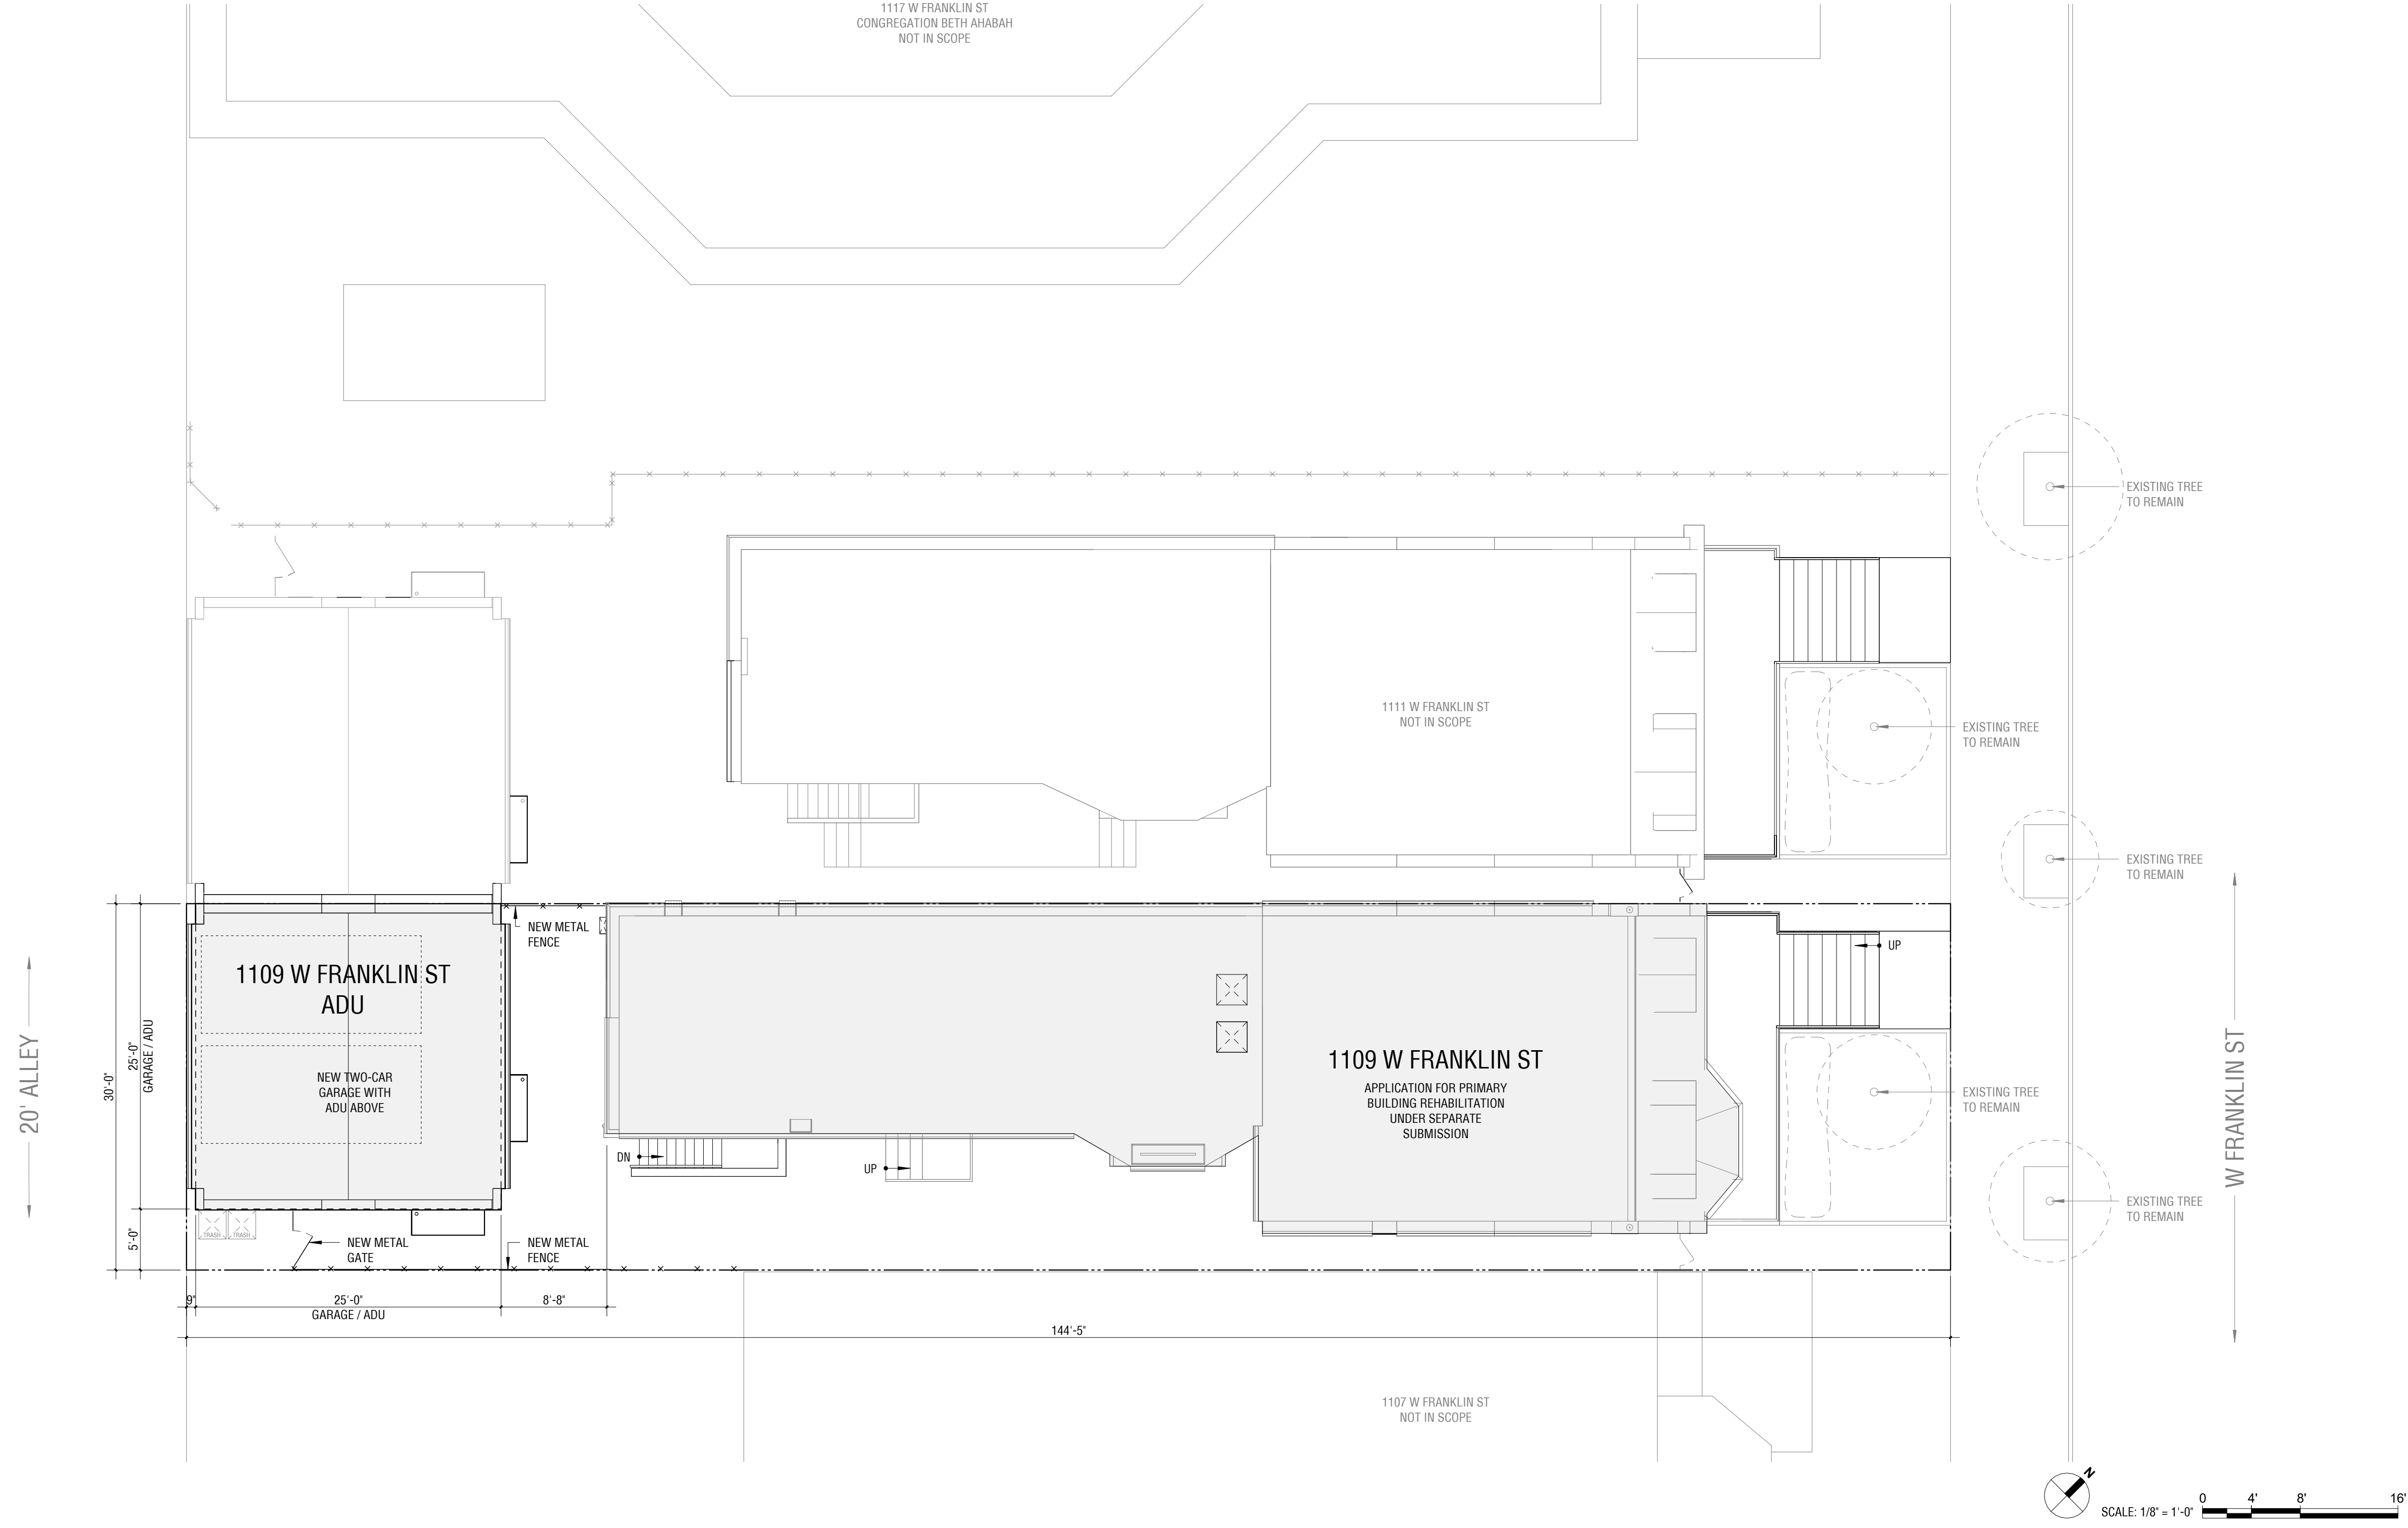 1117 W FRANKLIN ST
CONGREGATION BETH AHABAH
NOT IN SCOPE
EXISTING TREE
TO REMAIN
1111 W FRANKLIN ST
NOT IN SCOPE
EXISTING TREE
TO REMAIN
EXISTING TREE
TO REMAIN
NEW METAL
FENCE
UP
1109 W FRANKLIN ST
ADU
NEW TWO-CAR
GARAGE WITH
ADU ABOVE
1109 W FRANKLIN ST
APPLICATION FOR PRIMARY
BUILDING REHABILITATION
UNDER SEPARATE
SUBMISSION
EXISTING TREE
TO REMAIN
20' ALLEY
30'-0"
25'-0"
GARAGE / ADU
5'-0"
W FRANKLIN ST
DN
UP
EXISTING TREE
TO REMAIN
TRASH
TRASH
NEW METAL
GATE
NEW METAL
FENCE
9"
25'-0"
GARAGE / ADU
8'-8"
144'-5"
1107 W FRANKLIN ST
NOT IN SCOPE
N
SCALE: 1/8" = 1'-0"
0 4' 8' 16'